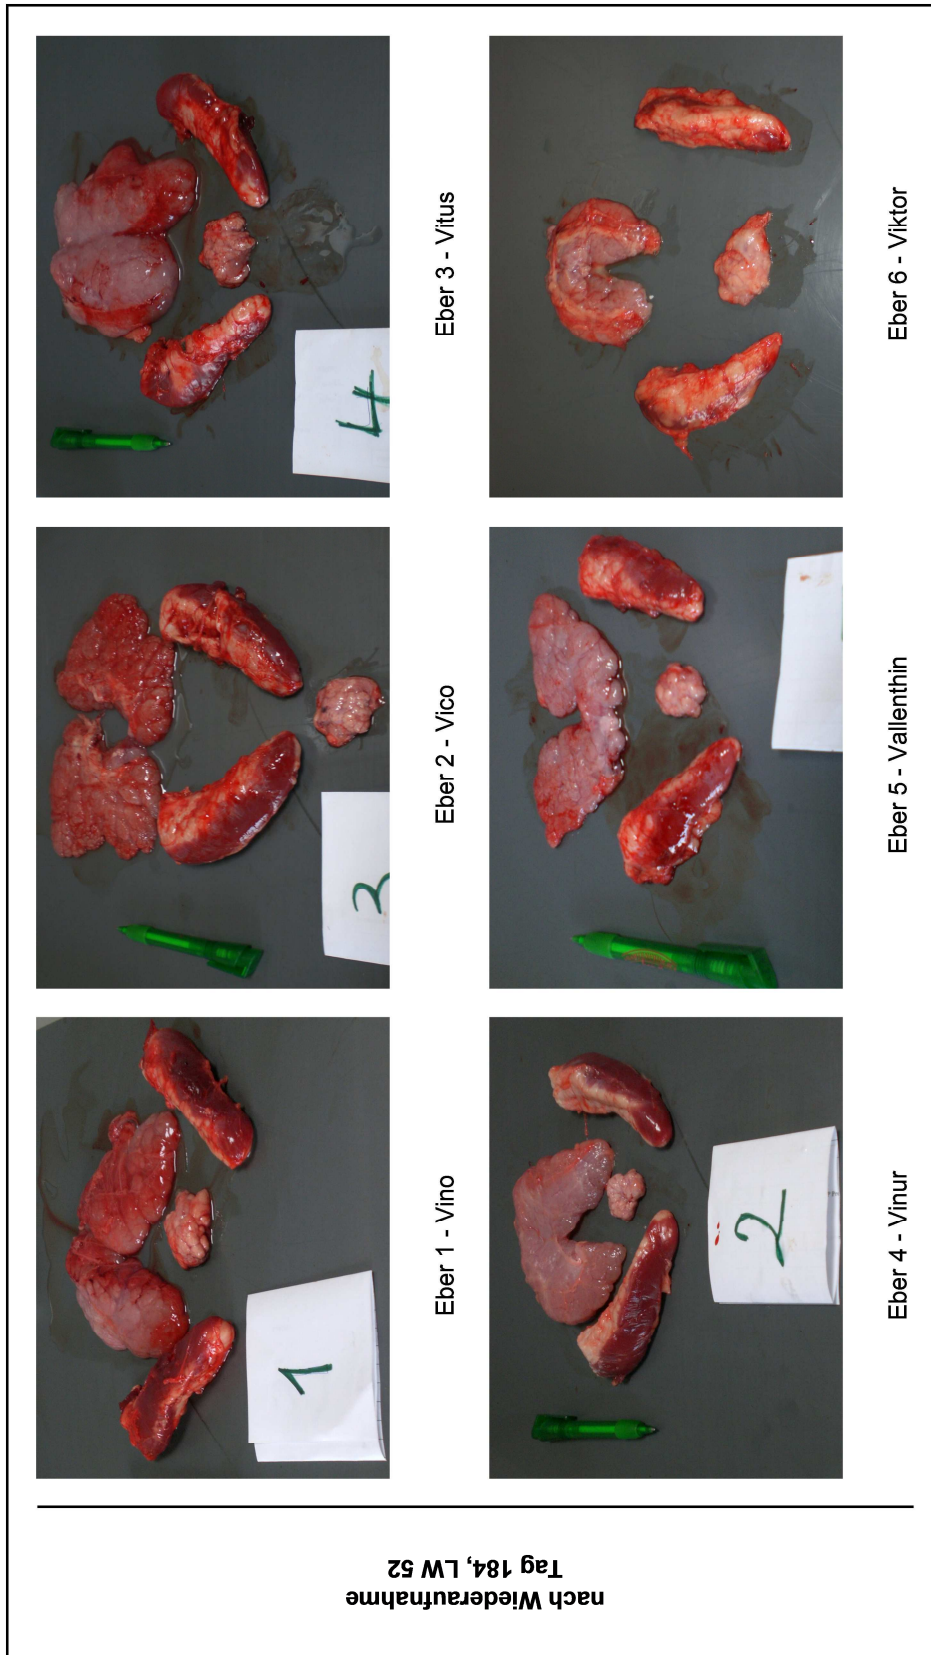 nach Wiederaufnahme
Tag 184, LW 52
1
3
4
Eber 1 - Vino
Eber 2 - Vico
Eber 3 - Vitus
2
Eber 4 - Vinur
Eber 5 - Vallenthin
Eber 6 - Viktor